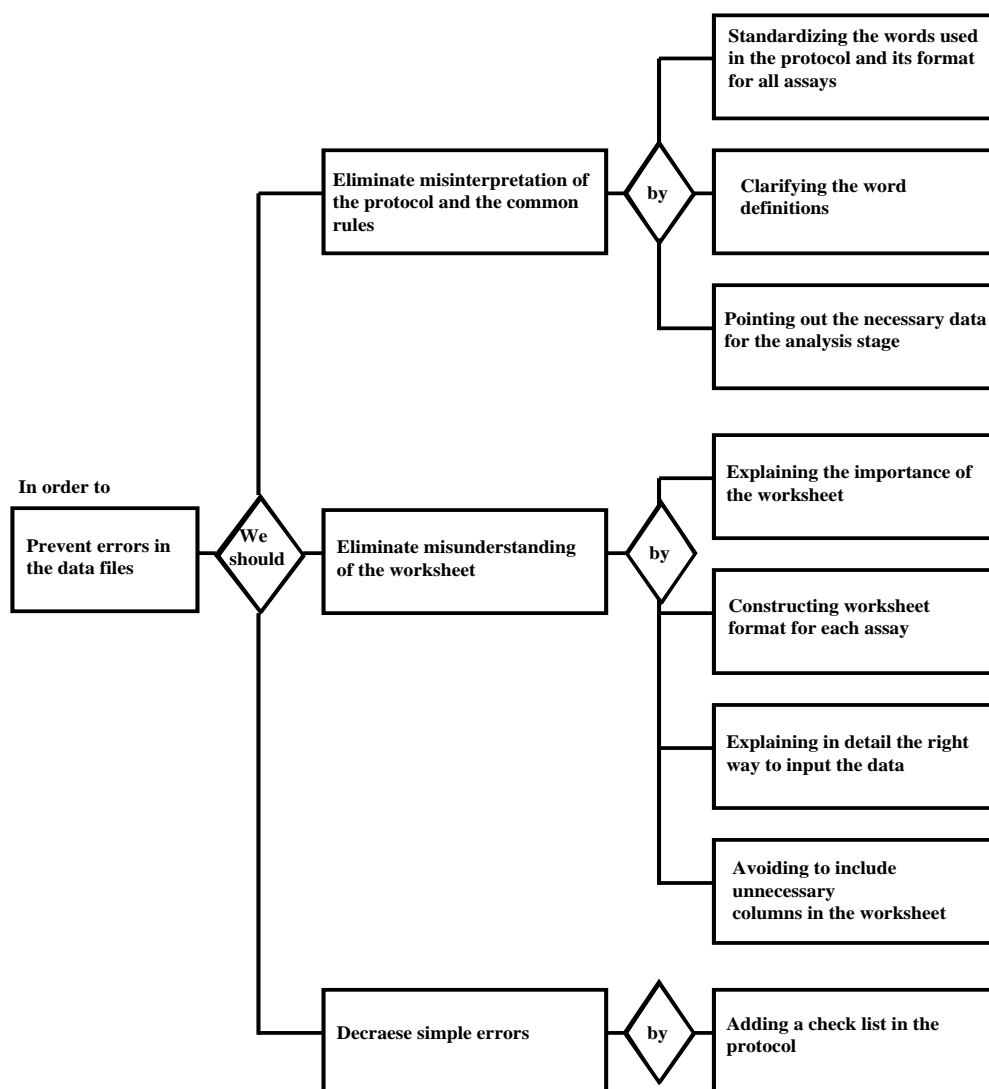 In order to
Prevent errors in
the data files
We
should
Eliminate misinterpretation of
the protocol and the common
rules
by
Standardizing the words used
in the protocol and its format
for all assays
Clarifying the word
definitions
Pointing out the necessary data
for the analysis stage
Eliminate misunderstanding
of the worksheet
by
Explaining the importance of
the worksheet
Constructing worksheet
format for each assay
Explaining in detail the right
way to input the data
Avoiding to include
unnecessary
columns in the worksheet
Decraese simple errors
by
Adding a check list in the
protocol